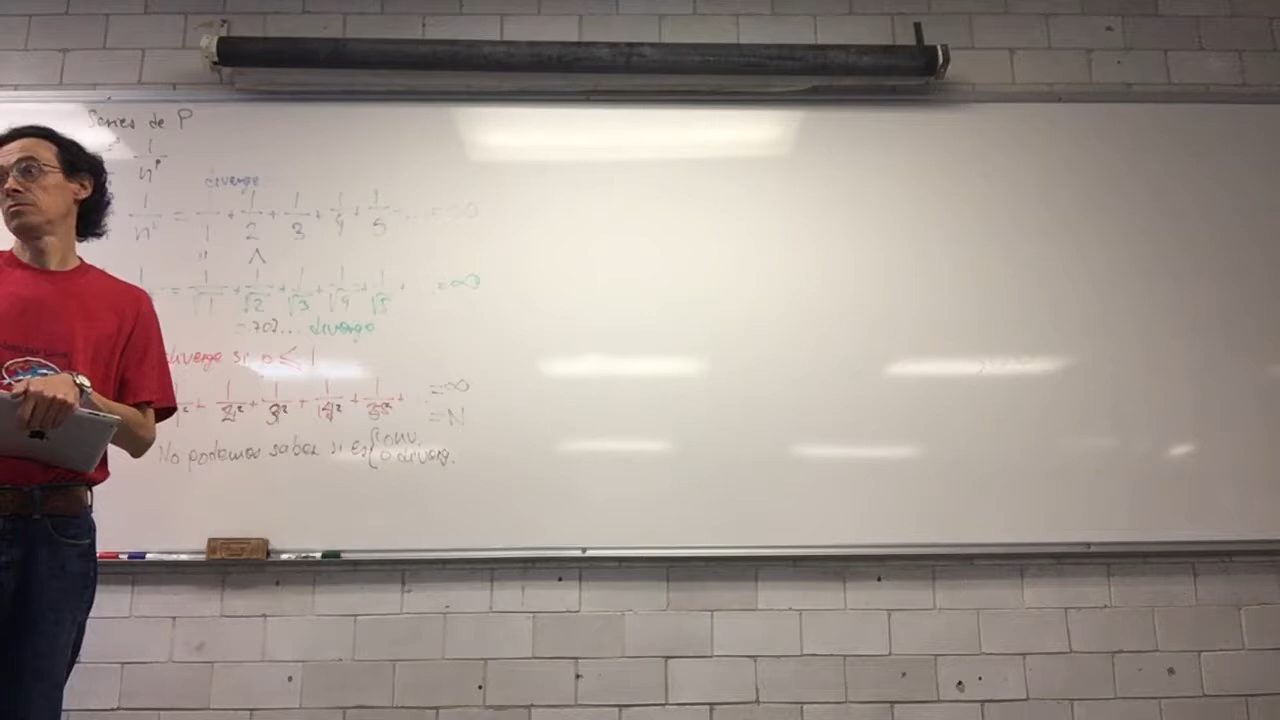 Series de P
1/n^p
diverge
1/n^1 = 1/1 + 1/2 + 1/3 + 1/4 + 1/5 + ... = ∞
" ^
= 1/√1 + 1/√2 + 1/√3 + 1/√4 + 1/√5 + ... = ∞
.707... diverge
diverge si p ≤ 1
+ 1/2² + 1/3² + 1/4² + 1/5² + = ∞
= N
No podemos saber si es { conv.
o diverg.